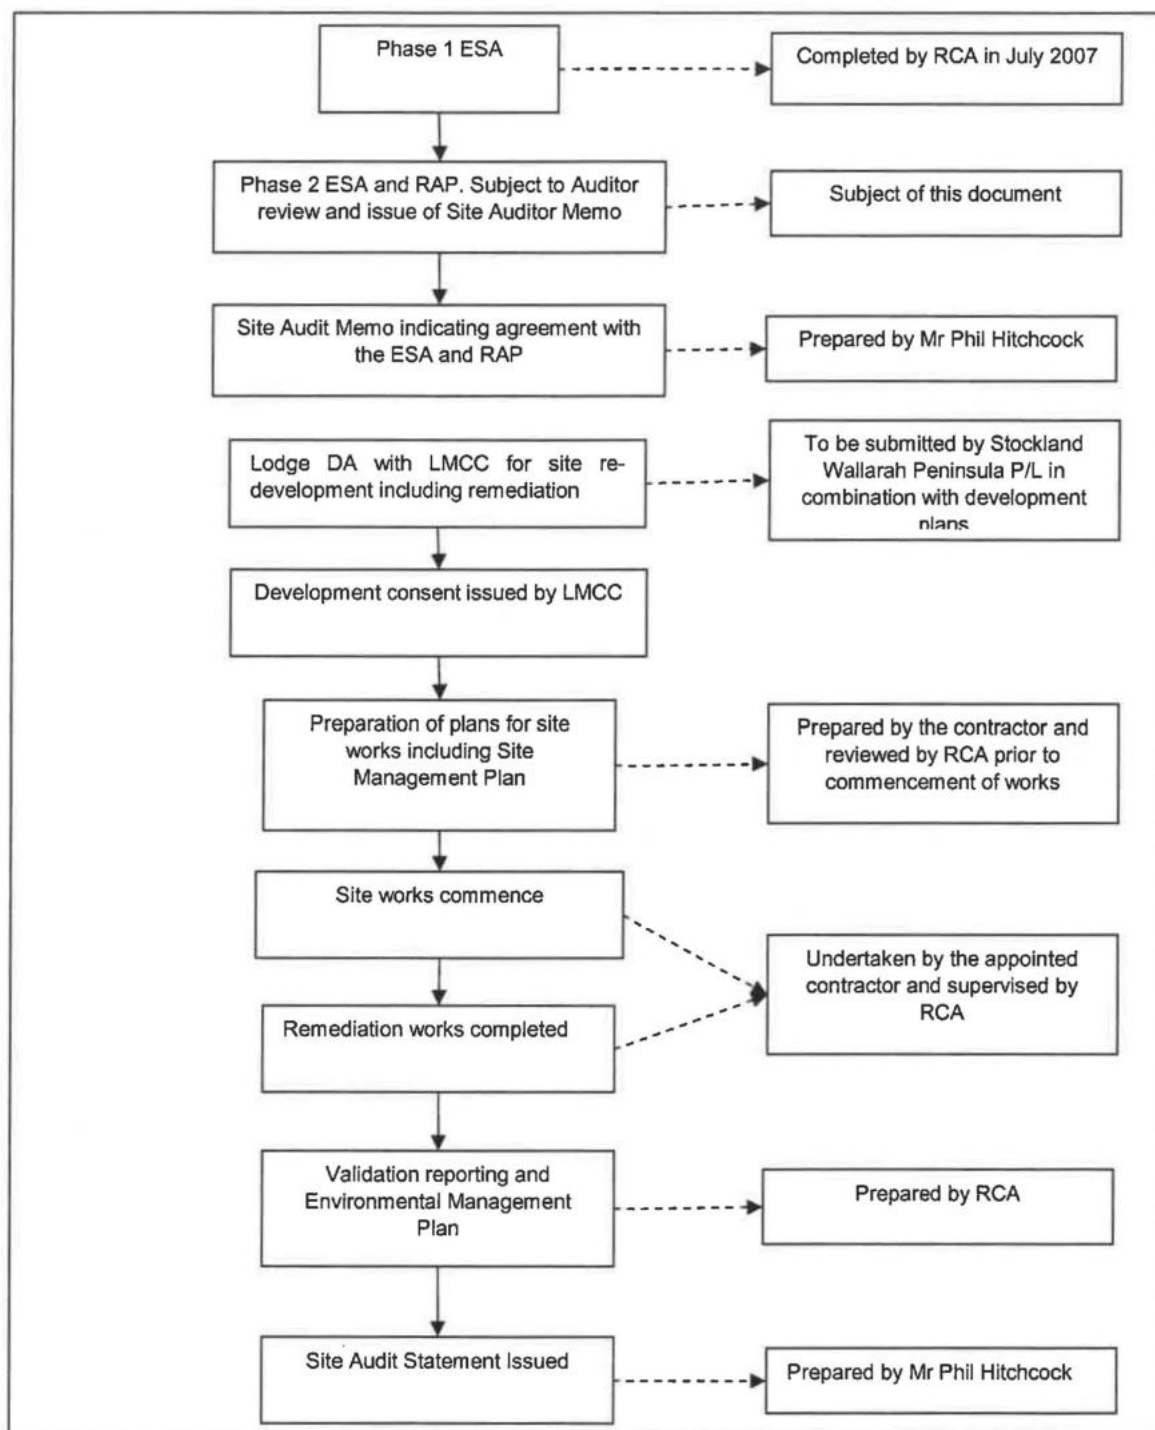 Phase 1 ESA
Completed by RCA in July 2007
Phase 2 ESA and RAP. Subject to Auditor
review and issue of Site Auditor Memo
Subject of this document
Site Audit Memo indicating agreement with
the ESA and RAP
Prepared by Mr Phil Hitchcock
Lodge DA with LMCC for site re-
development including remediation
To be submitted by Stockland
Wallarah Peninsula P/L in
combination with development
plans
Development consent issued by LMCC
Preparation of plans for site
works including Site
Management Plan
Prepared by the contractor and
reviewed by RCA prior to
commencement of works
Site works commence
Undertaken by the appointed
contractor and supervised by
RCA
Remediation works completed
Validation reporting and
Environmental Management
Plan
Prepared by RCA
Site Audit Statement Issued
Prepared by Mr Phil Hitchcock